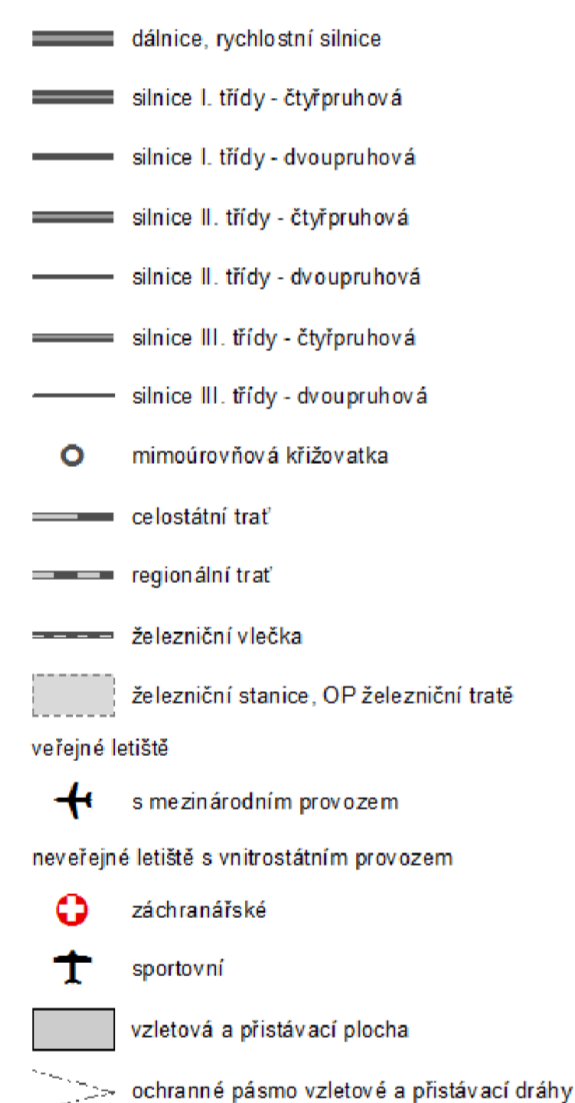 dálnice, rychlostní silnice
silnice I. třídy - čtyřpruhová
silnice I. třídy - dvoupruhová
silnice II. třídy - čtyřpruhová
silnice II. třídy - dvoupruhová
silnice III. třídy - čtyřpruhová
silnice III. třídy - dvoupruhová
mimoúrovňová křižovatka
celostátní trať
regionální trať
železniční vlečka
železniční stanice, OP železniční tratě
veřejné letiště
s mezinárodním provozem
neveřejné letiště s vnitrostátním provozem
záchranářské
sportovní
vzletová a přistávací plocha
ochranné pásmo vzletové a přistávací dráhy